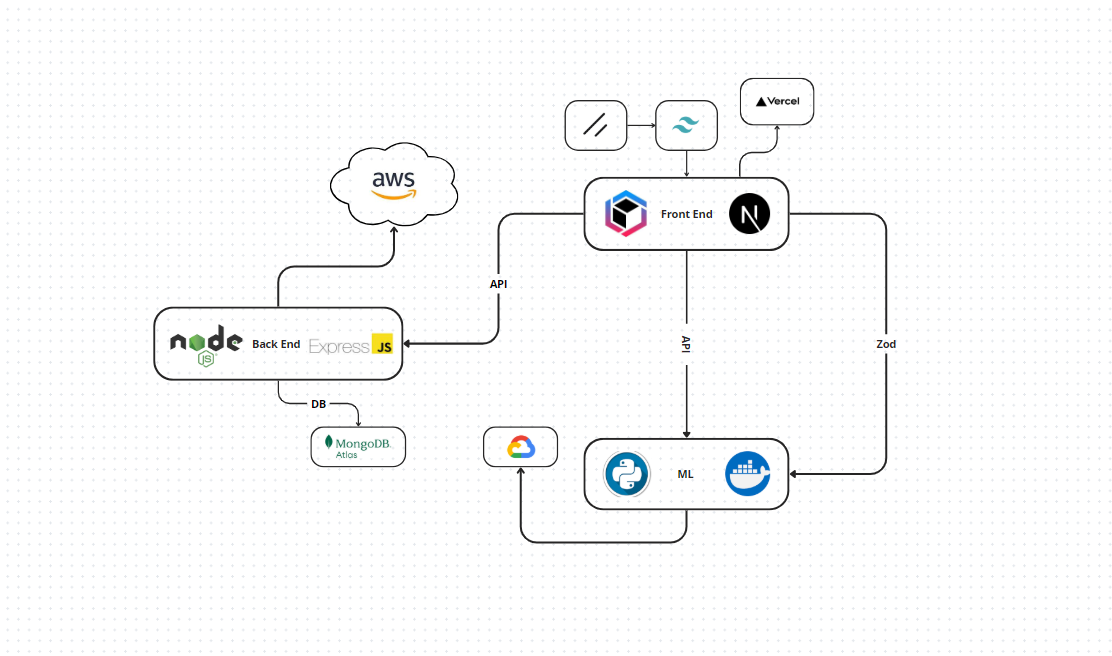 Vercel
aws
Front End
N
API
node
JS
Back End
Express
JS
API
Zod
DB
MongoDB.
Atlas
ML